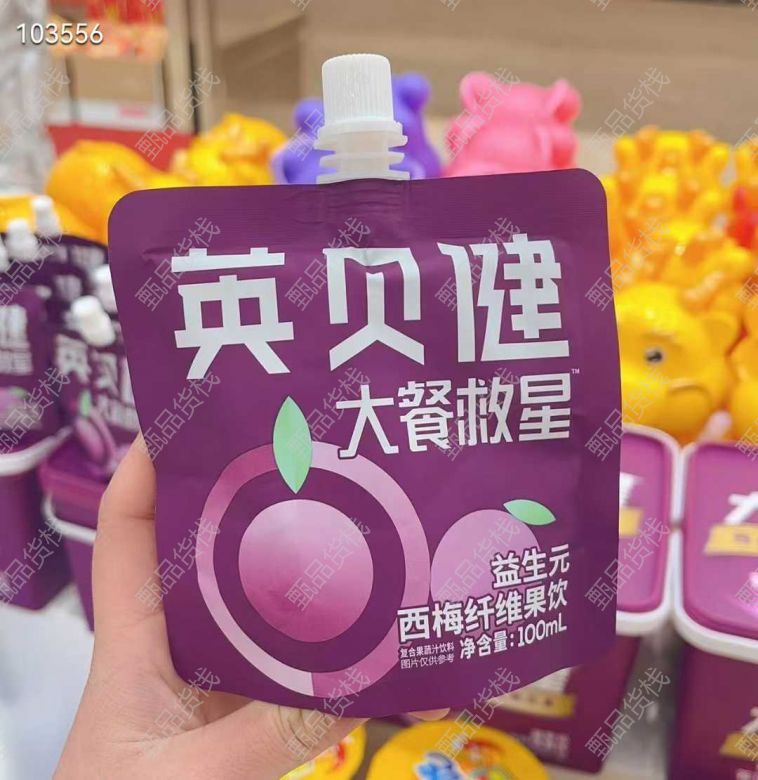 103556
英贝健
大餐救星™
益生元
西梅纤维果饮
复合果蔬汁饮料
净含量:100mL
图片仅供参考
甄品货栈